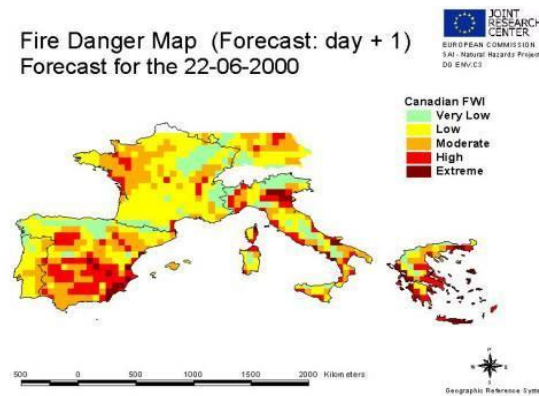 Fire Danger Map (Forecast: day + 1)
Forecast for the 22-06-2000
JOINT
RESEARCH
CENTER
EUROPEAN COMMISSION
SAI - Natural Hazards Project
DG ENV.C3
Canadian FWI
Very Low
Low
Moderate
High
Extreme
500 0 500 1000 1500 2000 Kilometers
N
W E
S
Geographic Reference System